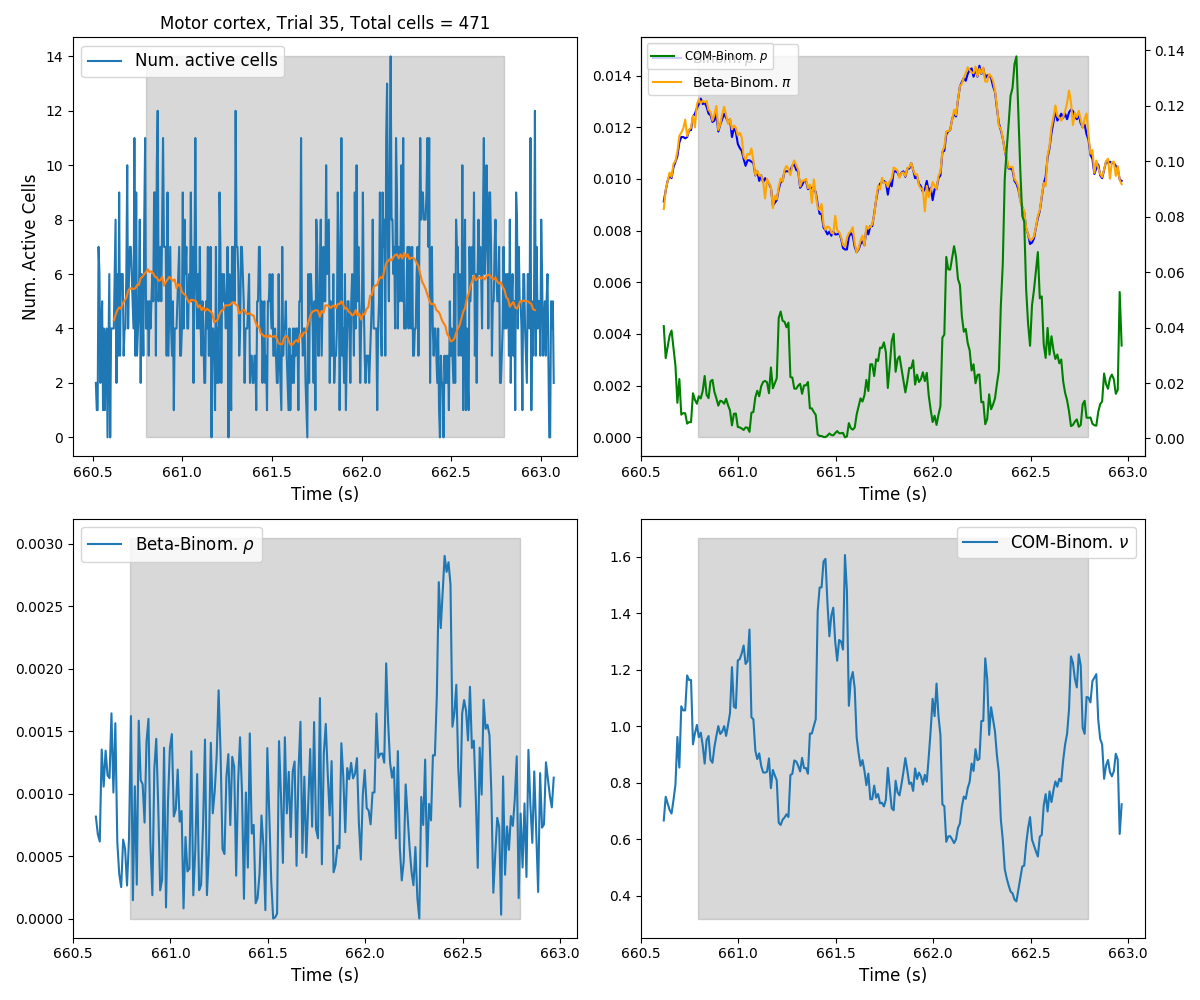 Motor cortex, Trial 35, Total cells = 471
Num. active cells
Num. Active Cells
14
12
10
8
6
4
2
0
660.5 661.0 661.5 662.0 662.5 663.0
Time (s)
COM-Binom. p
Beta-Binom. π
0.014
0.012
0.010
0.008
0.006
0.004
0.002
0.000
0.14
0.12
0.10
0.08
0.06
0.04
0.02
0.00
660.5 661.0 661.5 662.0 662.5 663.0
Time (s)
Beta-Binom. ρ
0.0030
0.0025
0.0020
0.0015
0.0010
0.0005
0.0000
660.5 661.0 661.5 662.0 662.5 663.0
Time (s)
COM-Binom. ν
1.6
1.4
1.2
1.0
0.8
0.6
0.4
660.5 661.0 661.5 662.0 662.5 663.0
Time (s)